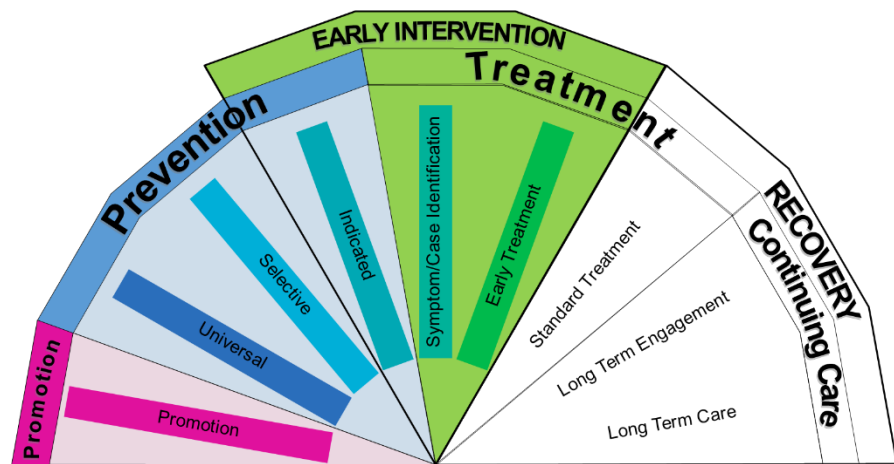 EARLY INTERVENTION
Treatment
Prevention
Promotion
RECOVERY
Continuing Care
Promotion
Universal
Selective
Indicated
Symptom/Case Identification
Early Treatment
Standard Treatment
Long Term Engagement
Long Term Care